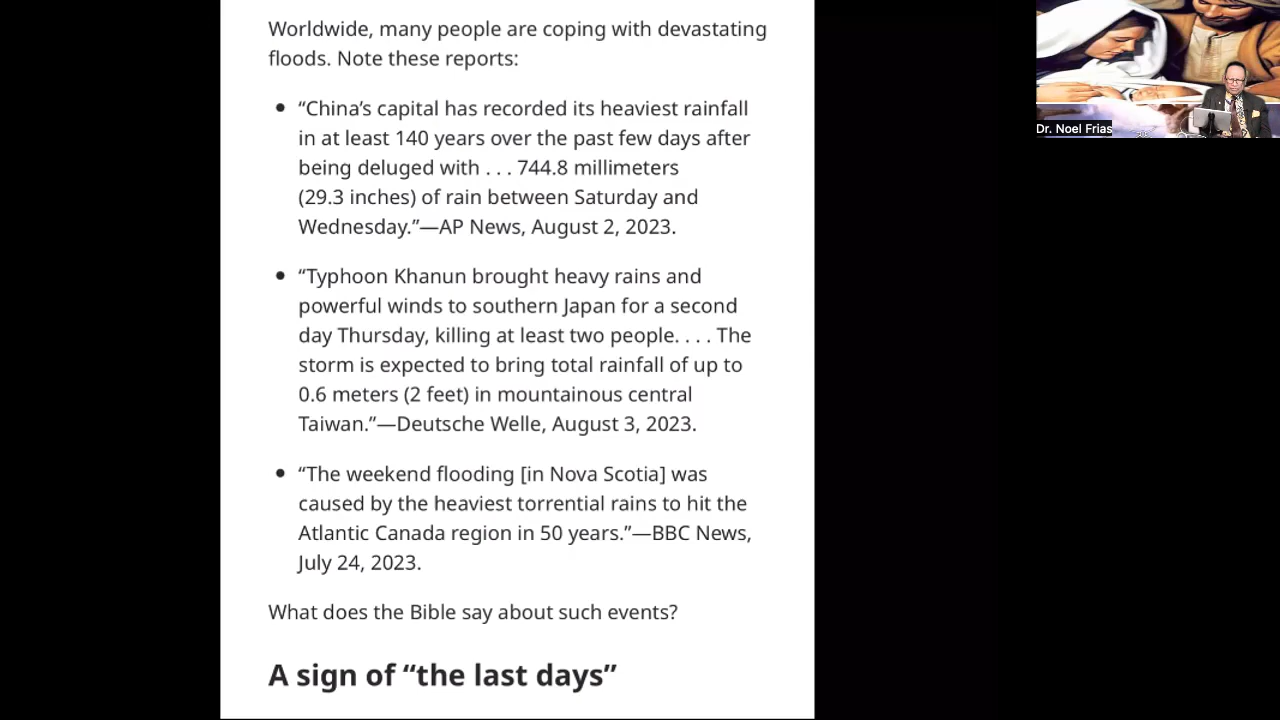 Worldwide, many people are coping with devastating
floods. Note these reports:
“China’s capital has recorded its heaviest rainfall
in at least 140 years over the past few days after
being deluged with . . . 744.8 millimeters
(29.3 inches) of rain between Saturday and
Wednesday.”—AP News, August 2, 2023.
“Typhoon Khanun brought heavy rains and
powerful winds to southern Japan for a second
day Thursday, killing at least two people. . . . The
storm is expected to bring total rainfall of up to
0.6 meters (2 feet) in mountainous central
Taiwan.”—Deutsche Welle, August 3, 2023.
“The weekend flooding [in Nova Scotia] was
caused by the heaviest torrential rains to hit the
Atlantic Canada region in 50 years.”—BBC News,
July 24, 2023.
What does the Bible say about such events?
A sign of “the last days”
Dr. Noel Frias